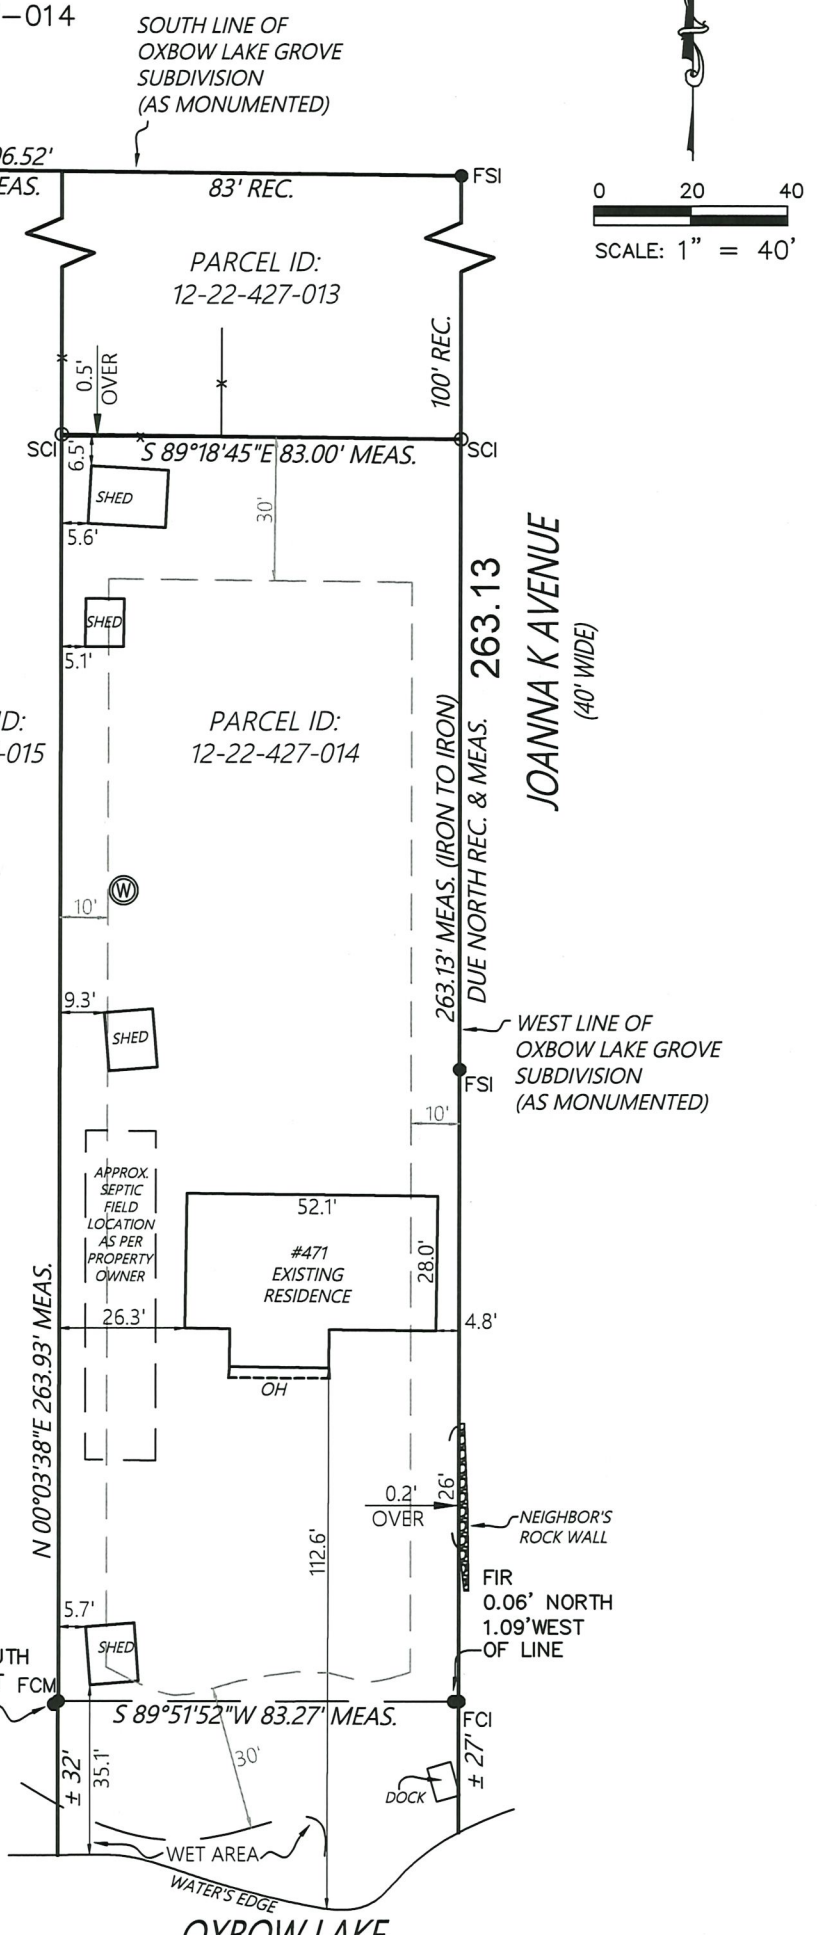 -014
SOUTH LINE OF
OXBOW LAKE GROVE
SUBDIVISION
(AS MONUMENTED)
6.52'
EAS.
83' REC.
FSI
0 20 40
SCALE: 1" = 40'
PARCEL ID:
12-22-427-013
100' REC.
0.5'
OVER
SCI
6.5'
S 89°18'45"E 83.00' MEAS.
SCI
SHED
5.6'
30'
SHED
5.1'
263.13
JOANNA K AVENUE
(40' WIDE)
D:
-015
PARCEL ID:
12-22-427-014
263.13' MEAS. (IRON TO IRON)
DUE NORTH REC. & MEAS.
W
10'
9.3'
SHED
WEST LINE OF
OXBOW LAKE GROVE
SUBDIVISION
(AS MONUMENTED)
FSI
10'
APPROX.
SEPTIC
FIELD
LOCATION
AS PER
PROPERTY
OWNER
52.1'
#471
EXISTING
RESIDENCE
28.0'
26.3'
4.8'
OH
N 00°03'38"E 263.93' MEAS.
0.2'
OVER
26'
NEIGHBOR'S
ROCK WALL
112.6'
FIR
0.06' NORTH
1.09'WEST
OF LINE
5.7'
SHED
UTH
FCM
S 89°51'52"W 83.27' MEAS.
FCI
± 32'
35.1'
30'
DOCK
± 27'
WET AREA
WATER'S EDGE
OXBOW LAKE